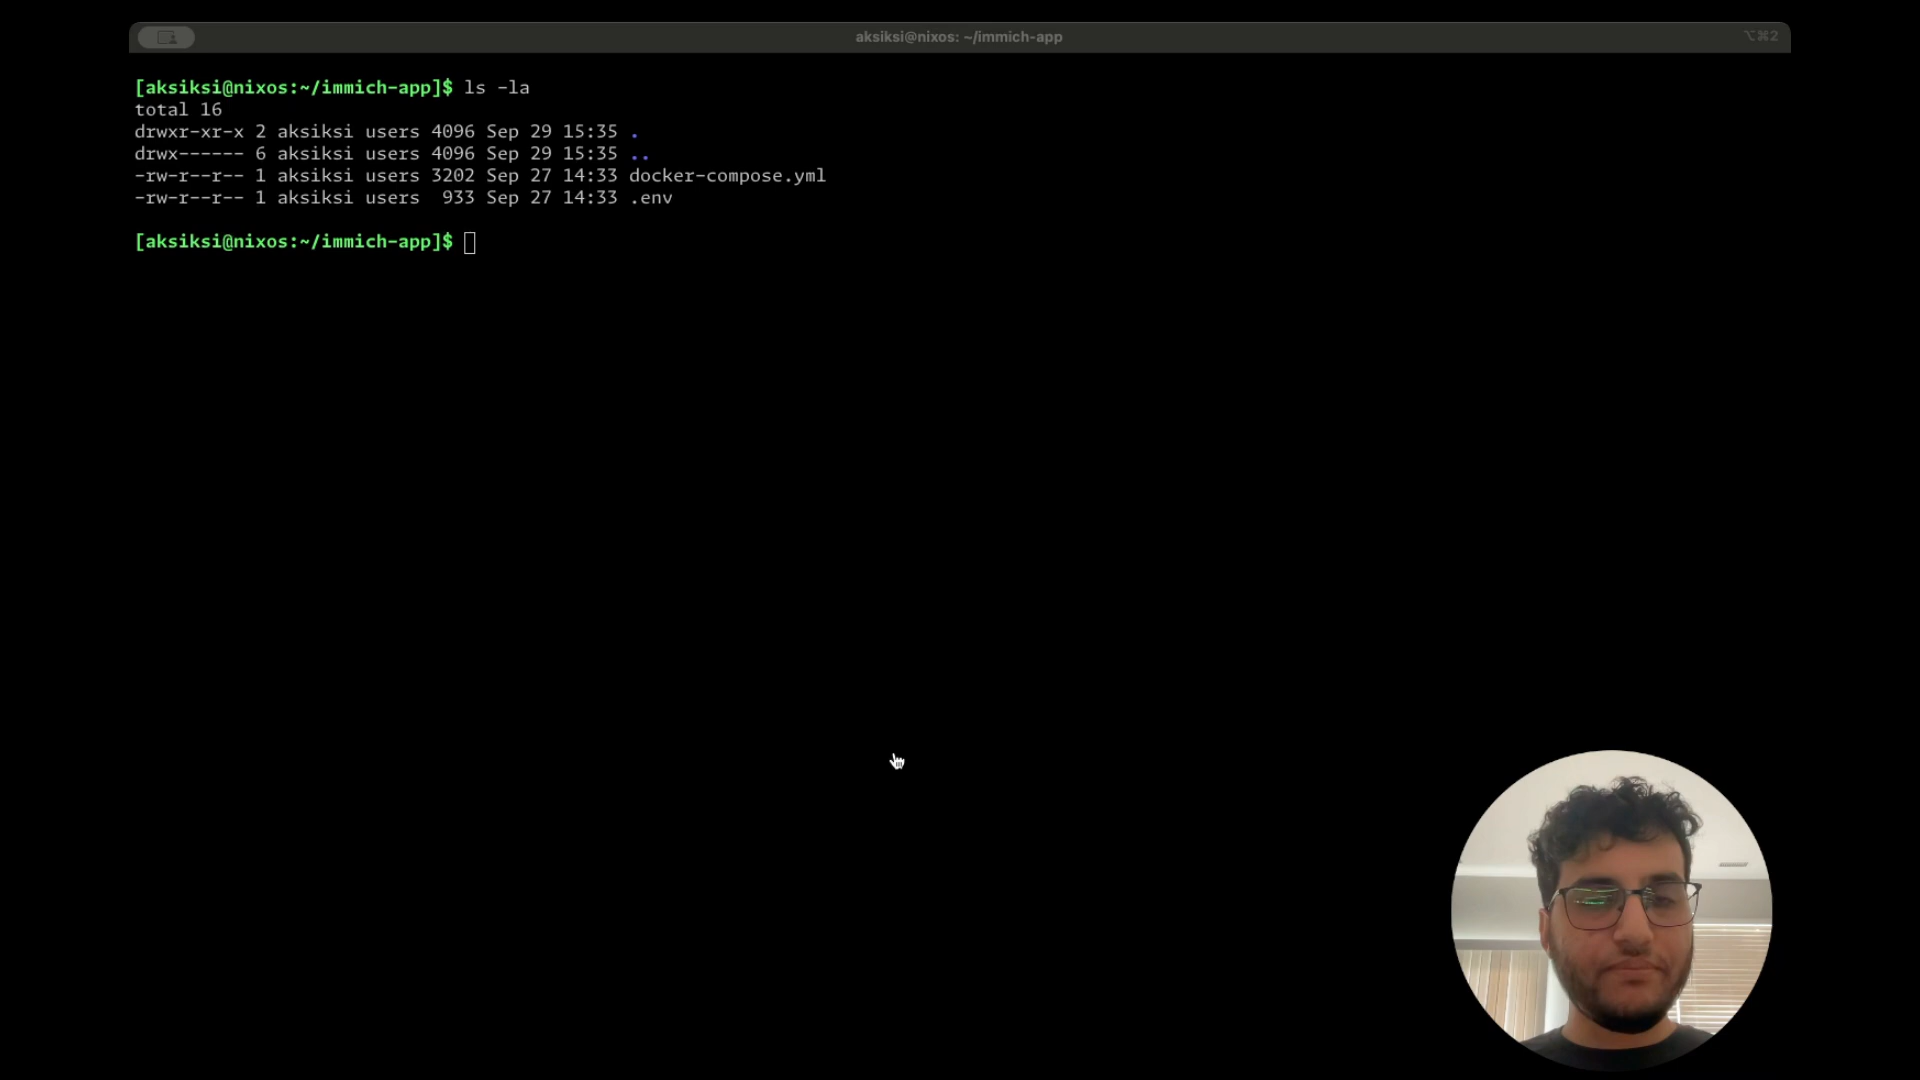 aksiksi@nixos: ~/immich-app
⌥⌘2
[aksiksi@nixos:~/immich-app]$ ls -la
total 16
drwxr-xr-x 2 aksiksi users 4096 Sep 29 15:35 .
drwx------ 6 aksiksi users 4096 Sep 29 15:35 ..
-rw-r--r-- 1 aksiksi users 3202 Sep 27 14:33 docker-compose.yml
-rw-r--r-- 1 aksiksi users  933 Sep 27 14:33 .env
[aksiksi@nixos:~/immich-app]$